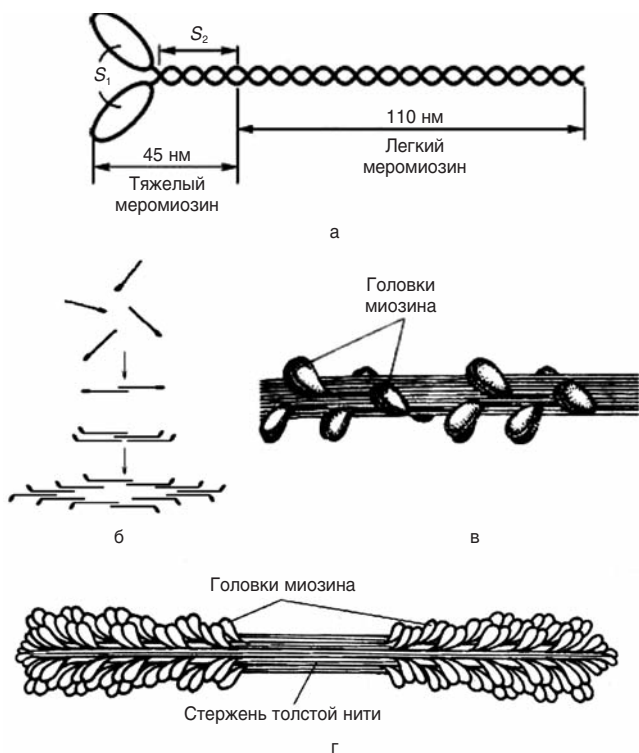 S₂
S₁
45 нм
110 нм
Тяжелый
меромиозин
Легкий
меромиозин
а
Головки
миозина
б
в
Головки миозина
Стержень толстой нити
г